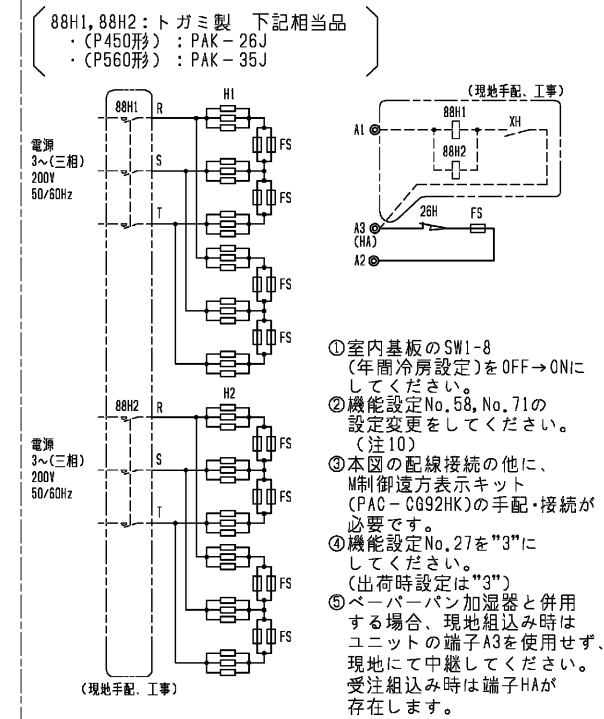 88H1,88H2：トガミ製　下記相当品
・(P450形)：PAK－26J
・(P560形)：PAK－35J
H1
88H1
R
FS
電源
3～(三相)
200V
50/60Hz
S
FS
T
FS
FS
H2
88H2
R
FS
電源
3～(三相)
200V
50/60Hz
S
FS
T
FS
FS
(現地手配、工事)
(現地手配、工事)
88H1
XH
A1
88H2
26H
FS
A3
(HA)
A2
①室内基板のSW1-8
(年間冷房設定)をOFF→ONに
してください。
②機能設定No.58,No.71の
設定変更をしてください。
(注10)
③本図の配線接続の他に、
M制御遠方表示キット
(PAC－CG92HK)の手配・接続が
必要です。
④機能設定No.27を"3"に
してください。
(出荷時設定は"3")
⑤ペーパーパン加湿器と併用
する場合、現地組込み時は
ユニットの端子A3を使用せず、
現地にて中継してください。
受注組込み時は端子HAが
存在します。